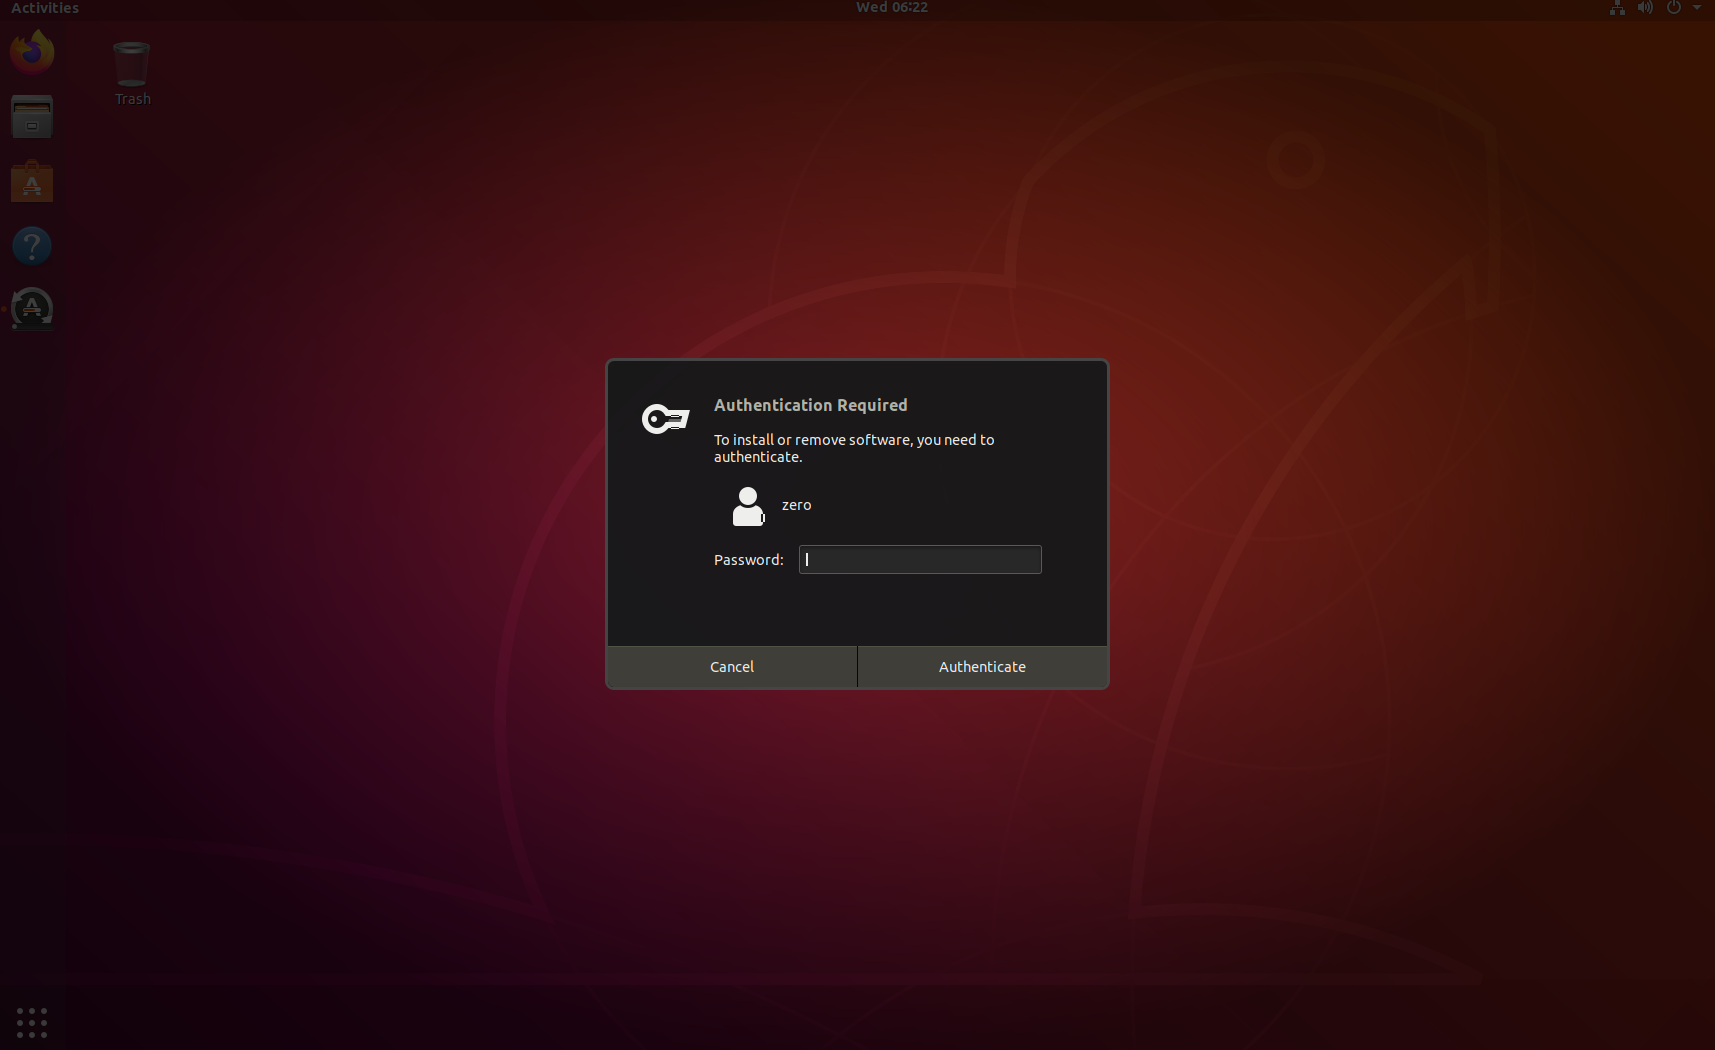 Activities
Wed 06:22
Trash
Authentication Required
To install or remove software, you need to
authenticate.
zero
Password:
Cancel
Authenticate